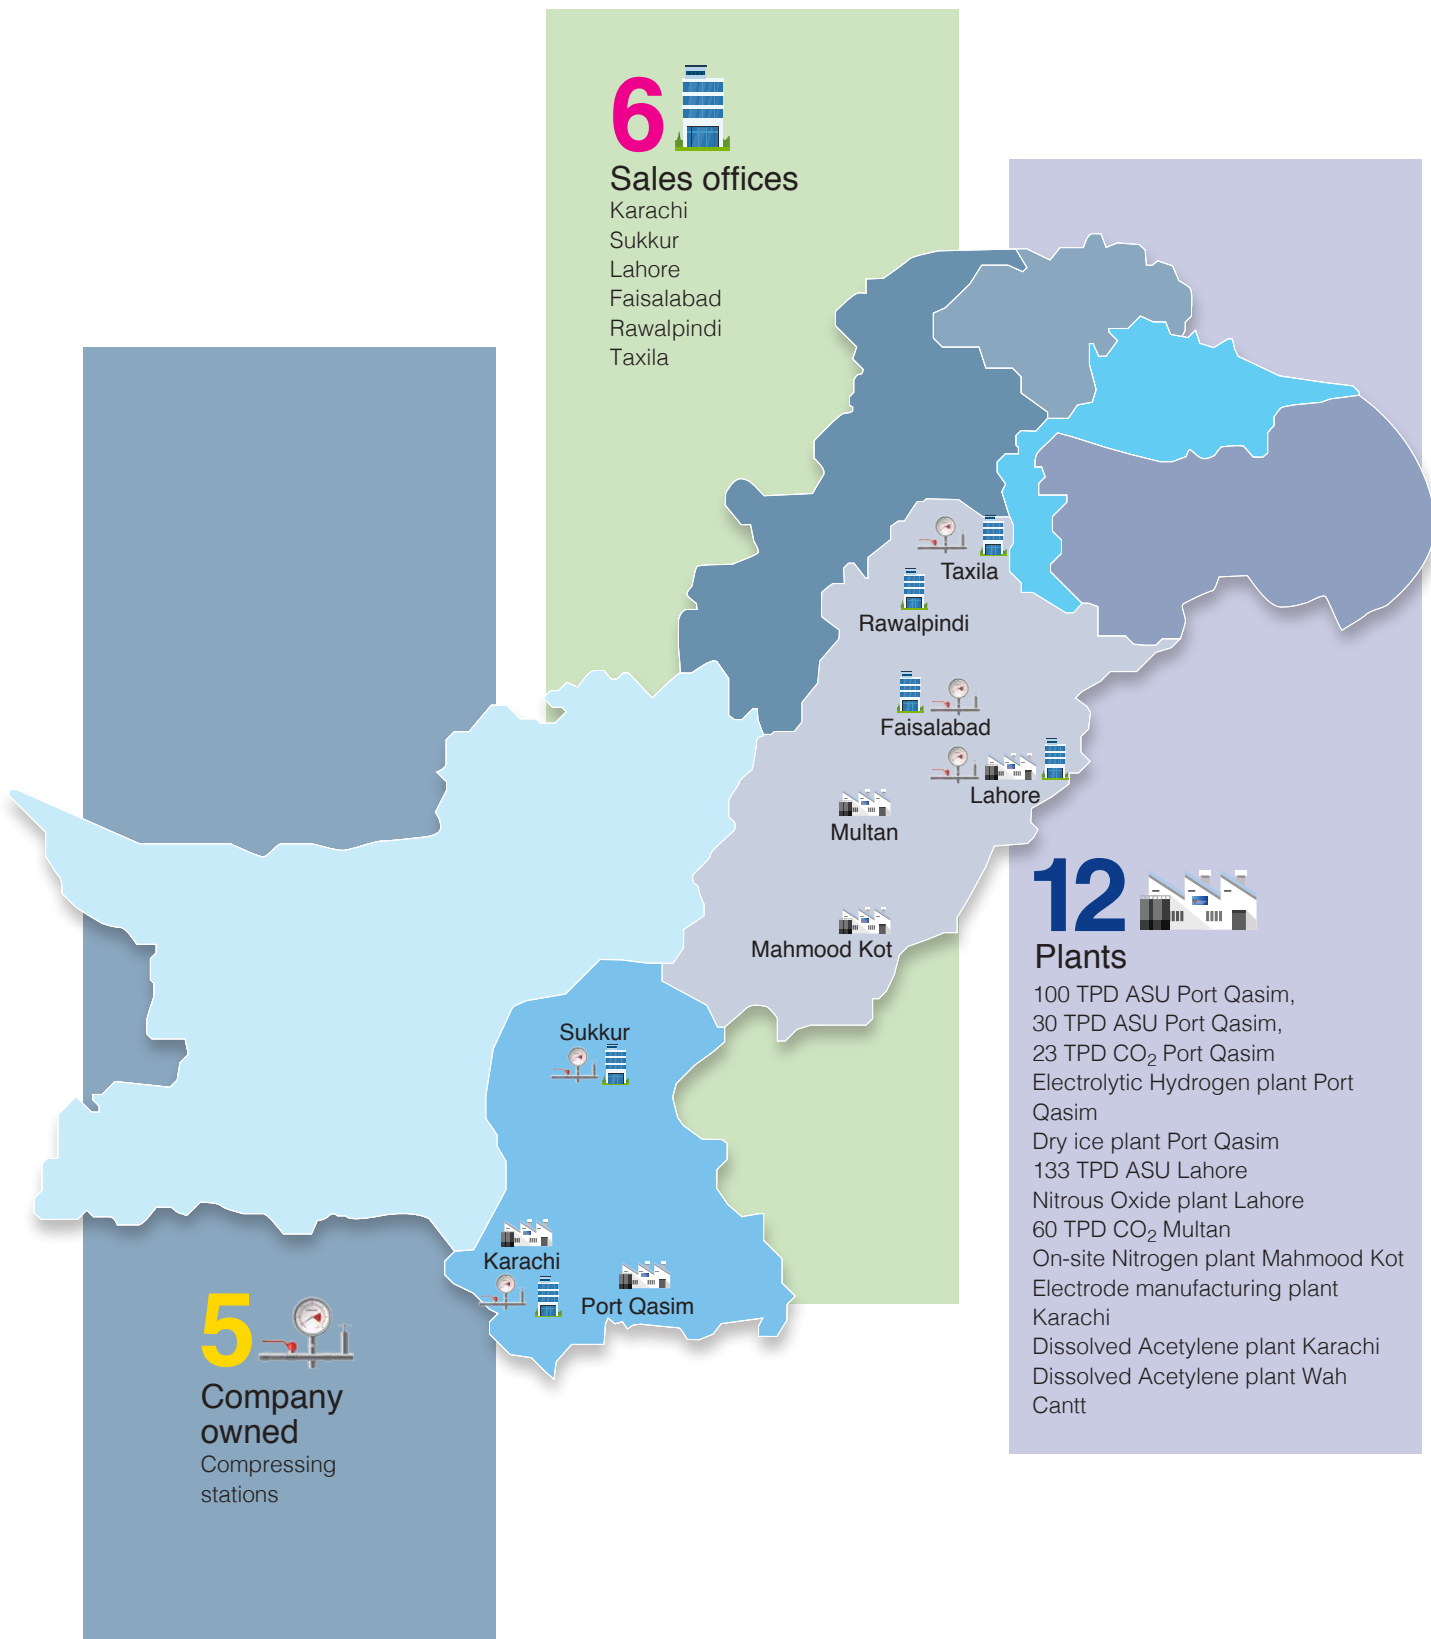 6
Sales offices
Karachi
Sukkur
Lahore
Faisalabad
Rawalpindi
Taxila
Taxila
Rawalpindi
Faisalabad
Lahore
Multan
Mahmood Kot
Sukkur
Karachi
Port Qasim
12
Plants
100 TPD ASU Port Qasim,
30 TPD ASU Port Qasim,
23 TPD CO₂ Port Qasim
Electrolytic Hydrogen plant Port
Qasim
Dry ice plant Port Qasim
133 TPD ASU Lahore
Nitrous Oxide plant Lahore
60 TPD CO₂ Multan
On-site Nitrogen plant Mahmood Kot
Electrode manufacturing plant
Karachi
Dissolved Acetylene plant Karachi
Dissolved Acetylene plant Wah
Cantt
5
Company
owned
Compressing
stations